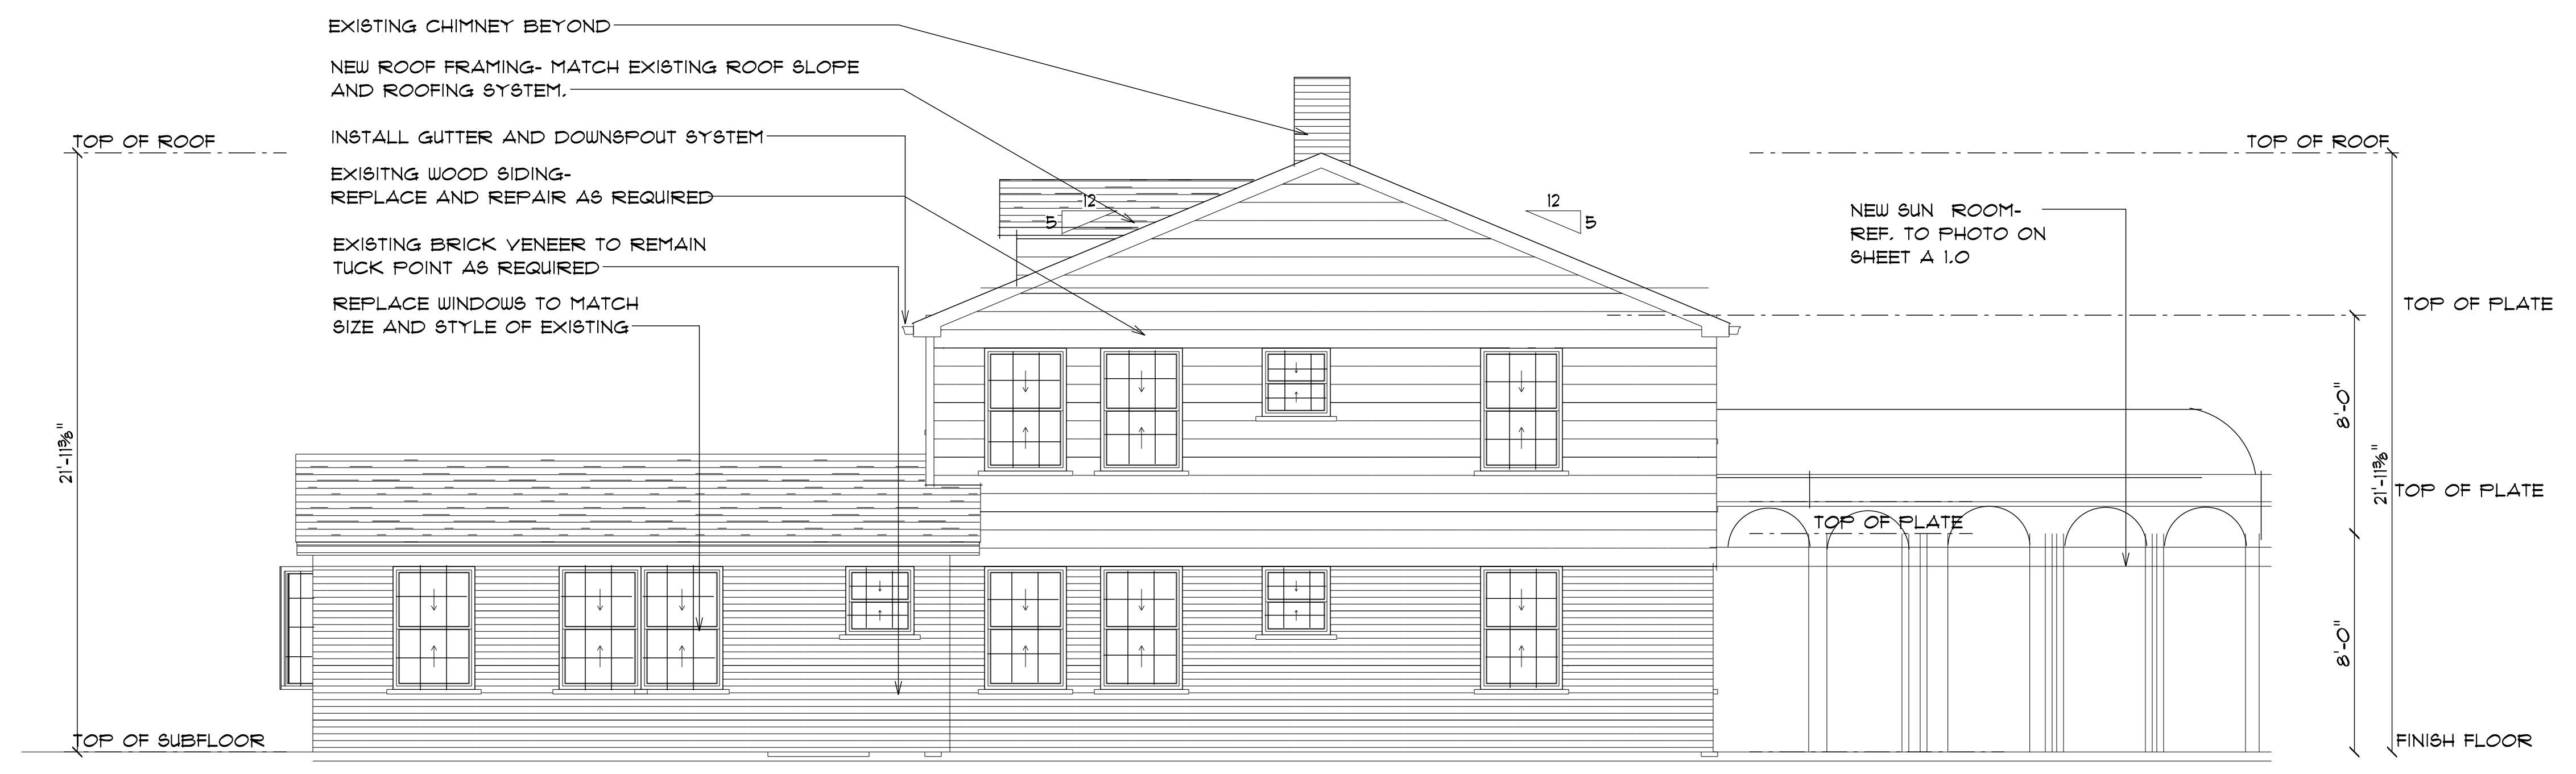 EXISTING CHIMNEY BEYOND
NEW ROOF FRAMING- MATCH EXISTING ROOF SLOPE
AND ROOFING SYSTEM.
INSTALL GUTTER AND DOWNSPOUT SYSTEM
EXISITNG WOOD SIDING-
REPLACE AND REPAIR AS REQUIRED
EXISTING BRICK VENEER TO REMAIN
TUCK POINT AS REQUIRED
REPLACE WINDOWS TO MATCH
SIZE AND STYLE OF EXISTING
TOP OF ROOF
21'-11⅜"
TOP OF SUBFLOOR
12
5
12
5
NEW SUN ROOM-
REF. TO PHOTO ON
SHEET A 1.0
TOP OF ROOF
TOP OF PLATE
8'-0"
21'-11⅜"
TOP OF PLATE
TOP OF PLATE
8'-0"
FINISH FLOOR